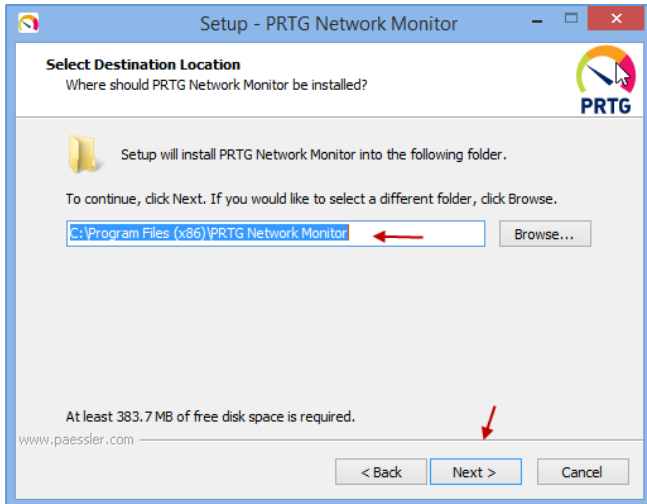 Setup - PRTG Network Monitor
Select Destination Location
Where should PRTG Network Monitor be installed?
PRTG
Setup will install PRTG Network Monitor into the following folder.
To continue, click Next. If you would like to select a different folder, click Browse.
C:\Program Files (x86)\PRTG Network Monitor
Browse...
At least 383.7 MB of free disk space is required.
www.paessler.com
< Back
Next >
Cancel